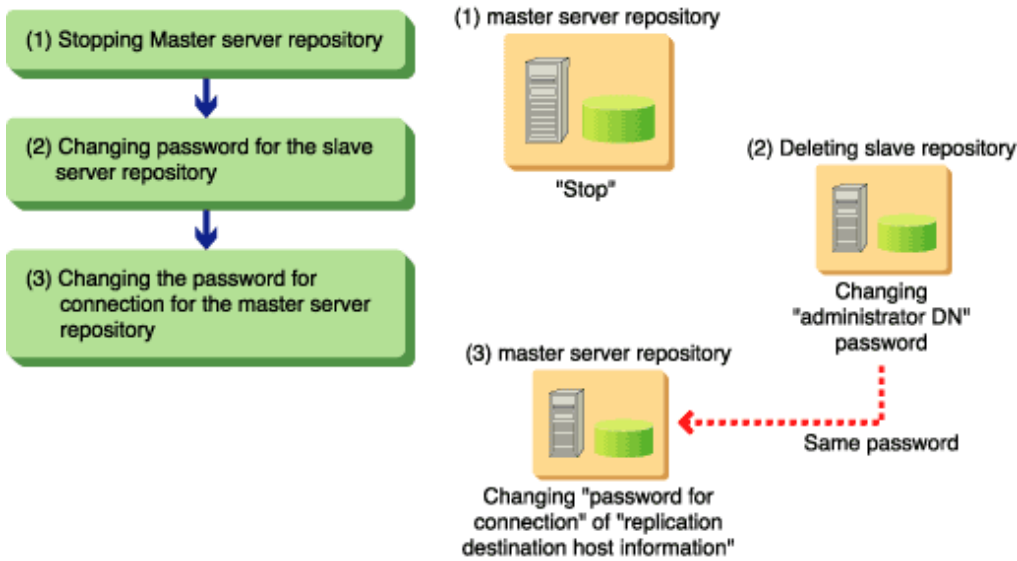 (1) Stopping Master server repository
(2) Changing password for the slave
server repository
(3) Changing the password for
connection for the master server
repository
(1) master server repository
"Stop"
(2) Deleting slave repository
Changing
"administrator DN"
password
(3) master server repository
Same password
Changing "password for
connection" of "replication
destination host information"